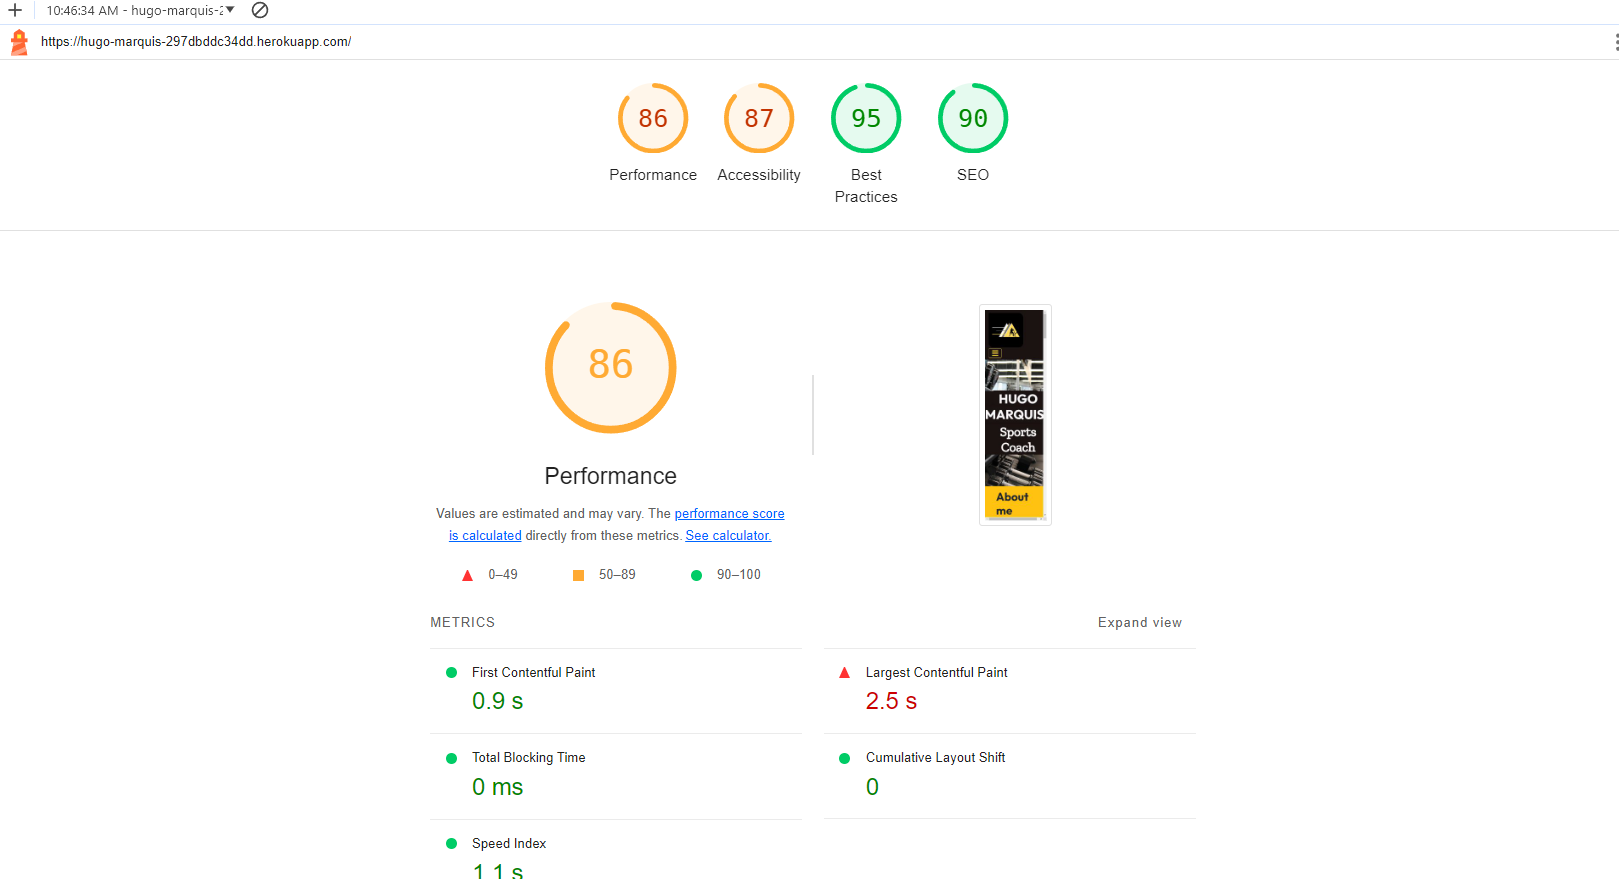 10:46:34 AM - hugo-marquis-2
https://hugo-marquis-297dbddc34dd.herokuapp.com/
86
87
95
90
Performance
Accessibility
Best
Practices
SEO
86
HUGO
MARQUIS
Sports
Coach
About
me
Performance
Values are estimated and may vary. The performance score
is calculated directly from these metrics. See calculator.
0–49
50–89
90–100
METRICS
Expand view
First Contentful Paint
0.9 s
Largest Contentful Paint
2.5 s
Total Blocking Time
0 ms
Cumulative Layout Shift
0
Speed Index
1.1 s